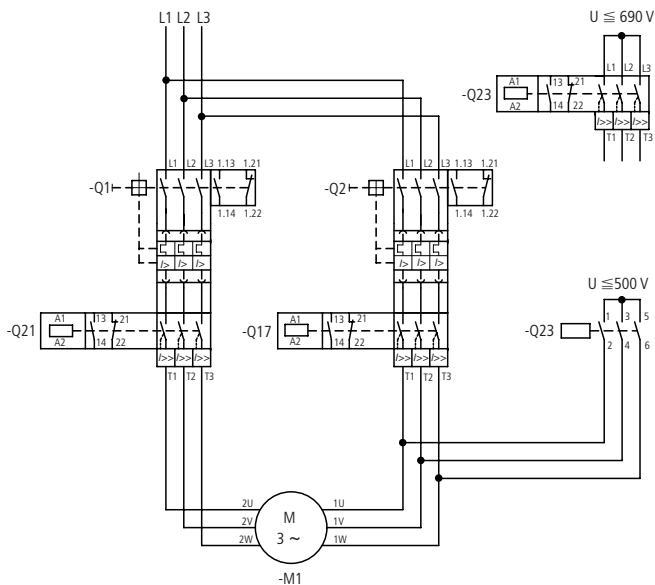 L1 L2 L3
U ≦ 690 V
L1 L2 L3
A1 13 21
-Q23
A2 14 22 I>> I>> I>>
T1 T2 T3
L1 L2 L3 1.13 1.21
-Q1
1.14 1.22
I> I> I>
L1 L2 L3 1.13 1.21
-Q2
1.14 1.22
I> I> I>
A1 13 21
-Q21
A2 14 22
I>> I>> I>>
T1 T2 T3
A1 13 21
-Q17
A2 14 22
I>> I>> I>>
T1 T2 T3
U ≦500 V
1 3 5
-Q23
2 4 6
2U 1U
M
2V 1V
3 ~
2W 1W
-M1